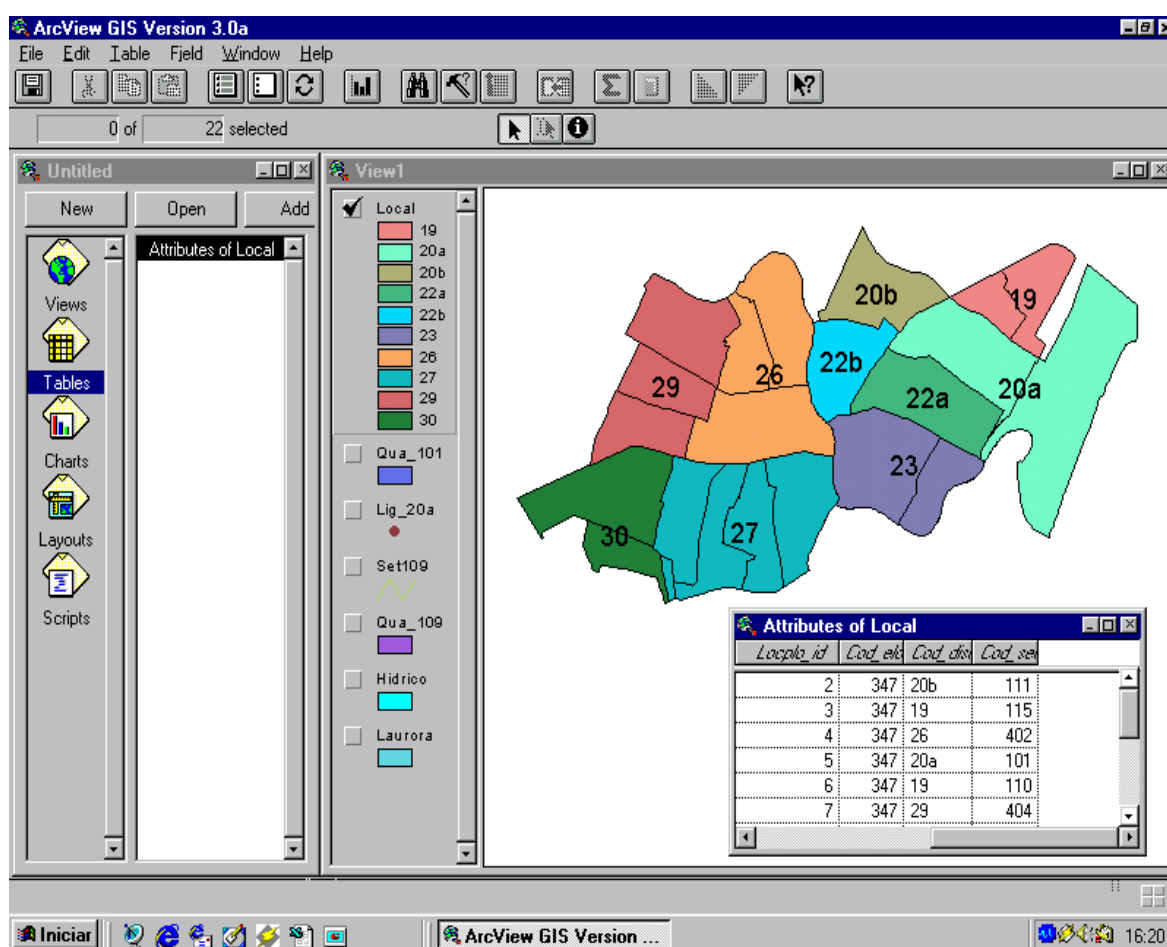 ArcView GIS Version 3.0a
File Edit Table Field Window Help
0 of 22 selected
Untitled
New Open Add
Views
Tables
Charts
Layouts
Scripts
Attributes of Local
View1
Local
19
20a
20b
22a
22b
23
26
27
29
30
Qua_101
Lig_20a
Set109
Qua_109
Hidrico
Laurora
20b
19
22b
26
29
22a
20a
23
27
30
Attributes of Local
Locplo_id Cod_ Cod_ Cod_
2 347 20b 111
3 347 19 115
4 347 26 402
5 347 20a 101
6 347 19 110
7 347 29 404
Iniciar ArcView GIS Version ... 16:20